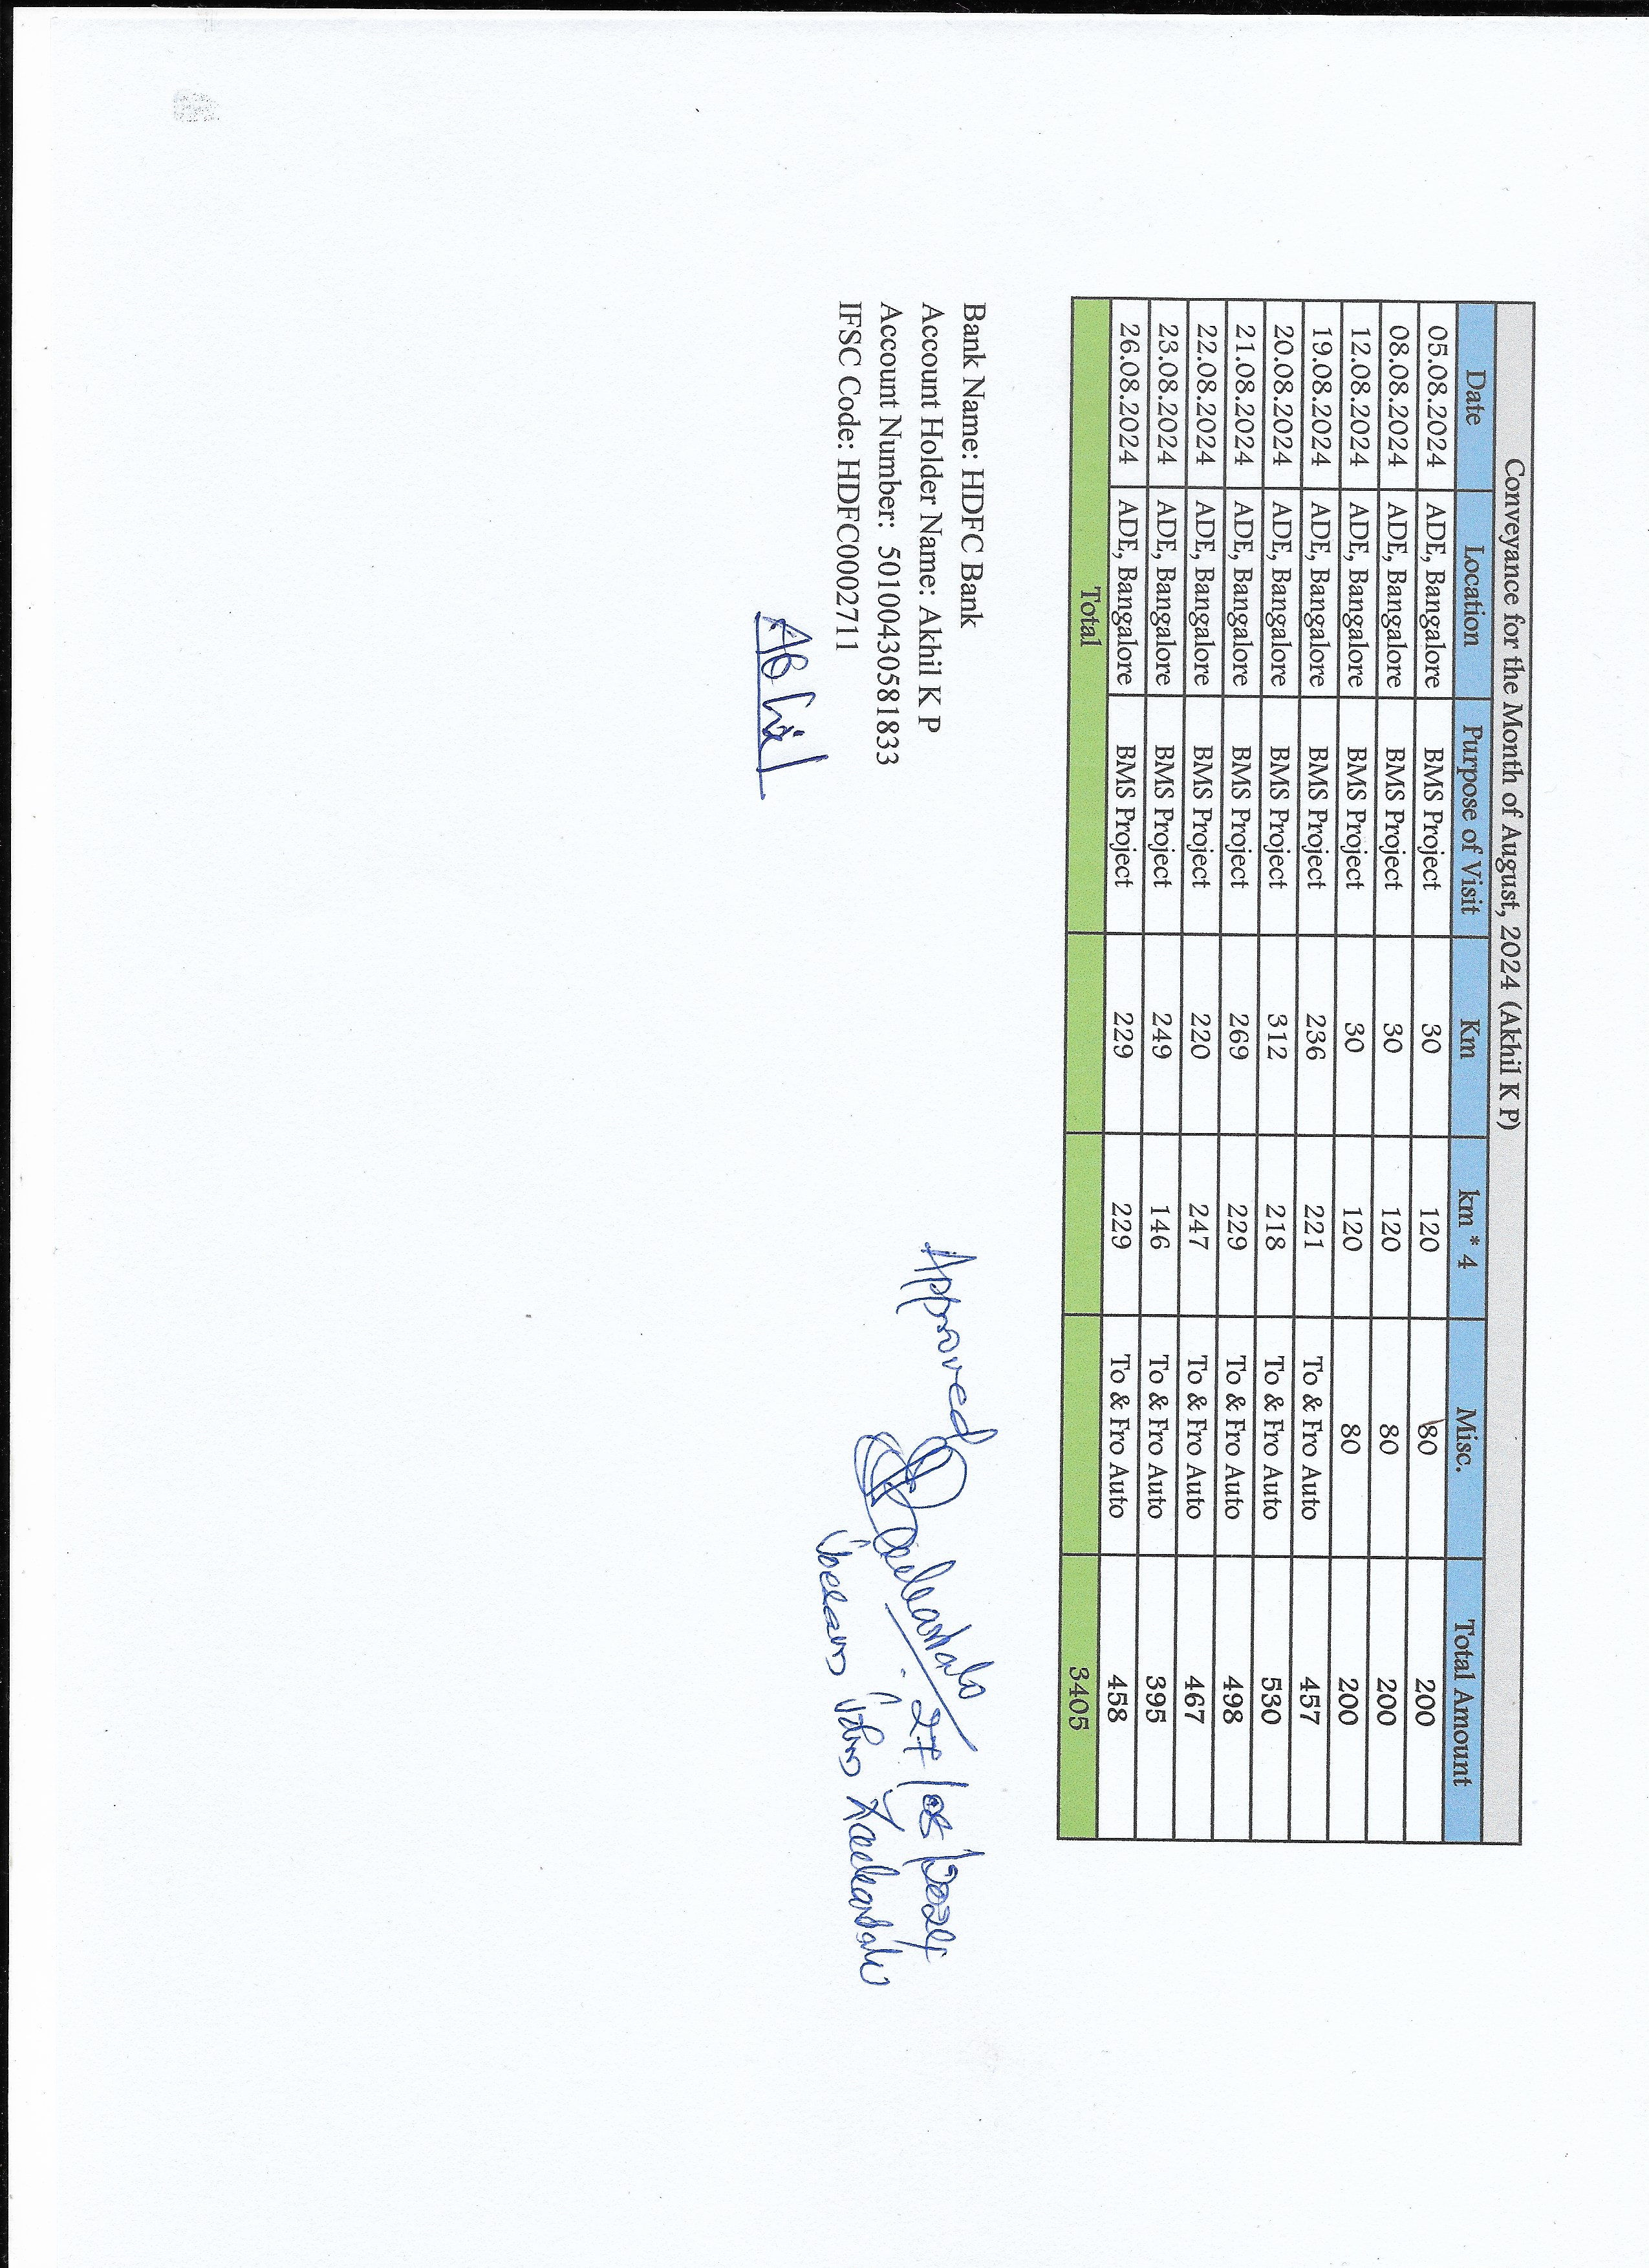 Conveyance for the Month of August, 2024 (Akhil K P)
Date Location Purpose of Visit Km km * 4 Misc. Total Amount
05.08.2024 ADE, Bangalore BMS Project 30 120 80 200
08.08.2024 ADE, Bangalore BMS Project 30 120 80 200
12.08.2024 ADE, Bangalore BMS Project 30 120 80 200
19.08.2024 ADE, Bangalore BMS Project 236 221 To & Fro Auto 457
20.08.2024 ADE, Bangalore BMS Project 312 218 To & Fro Auto 530
21.08.2024 ADE, Bangalore BMS Project 269 229 To & Fro Auto 498
22.08.2024 ADE, Bangalore BMS Project 220 247 To & Fro Auto 467
23.08.2024 ADE, Bangalore BMS Project 249 146 To & Fro Auto 395
26.08.2024 ADE, Bangalore BMS Project 229 229 To & Fro Auto 458
Total 3405
Bank Name: HDFC Bank
Account Holder Name: Akhil K P
Account Number: 50100430581833
IFSC Code: HDFC0002711
Approved
27/08/2024
Akhil